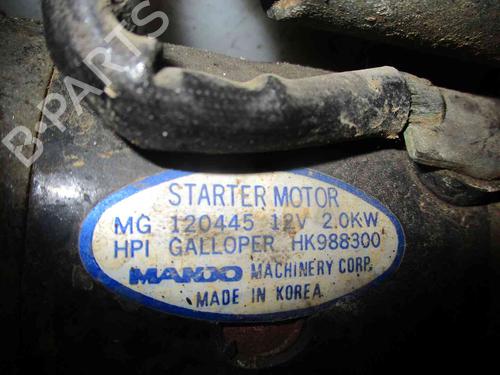 B-PARTS
STARTER MOTOR
MG 120445 12V 2.0KW
HPI GALLOPER HK988300
MANDO MACHINERY CORP.
MADE IN KOREA